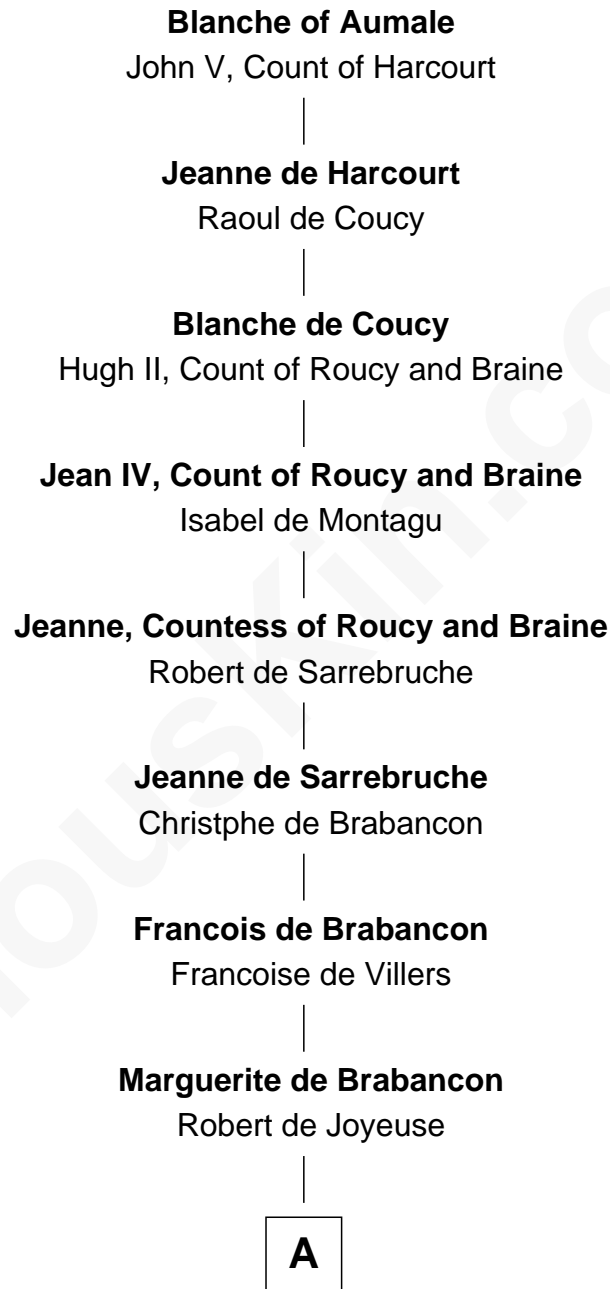 Blanche of Aumale
John V, Count of Harcourt
Jeanne de Harcourt
Raoul de Coucy
Blanche de Coucy
Hugh II, Count of Roucy and Braine
Jean IV, Count of Roucy and Braine
Isabel de Montagu
Jeanne, Countess of Roucy and Braine
Robert de Sarrebruche
Jeanne de Sarrebruche
Christphe de Brabancon
Francois de Brabancon
Francoise de Villers
Marguerite de Brabancon
Robert de Joyeuse
A